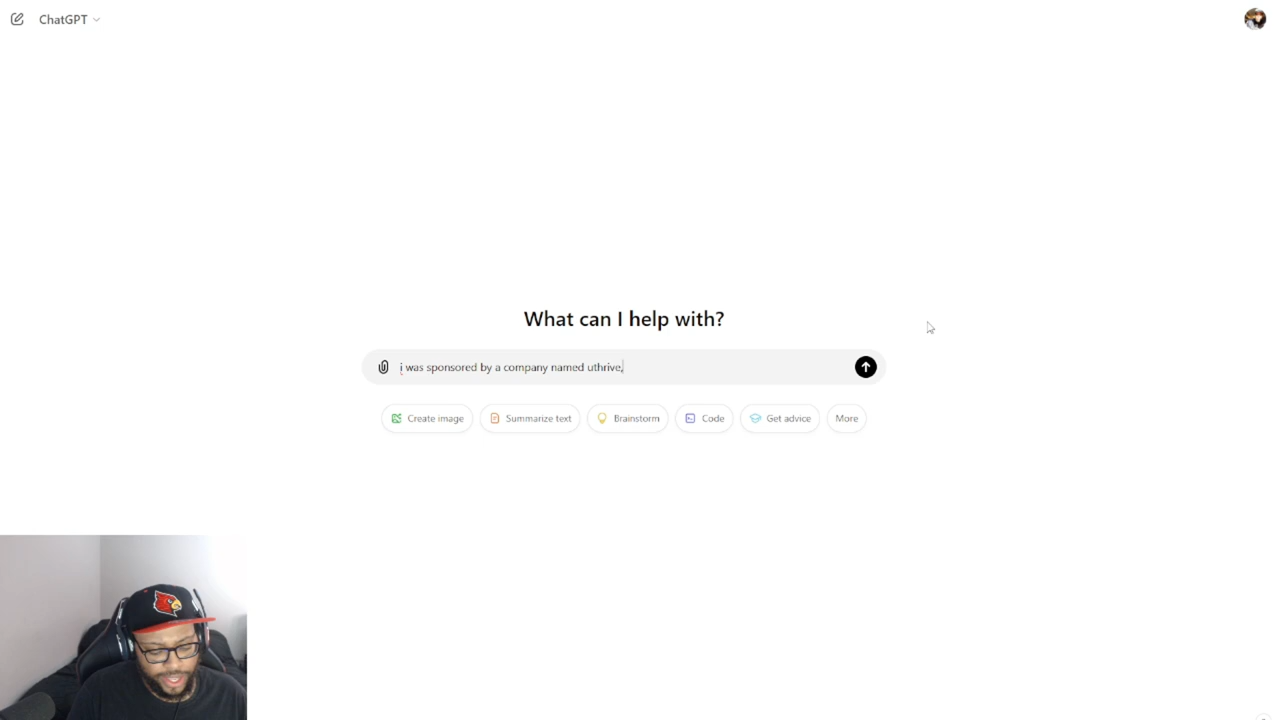 ChatGPT
What can I help with?
i was sponsored by a company named uthrive,
Create image
Summarize text
Brainstorm
Code
Get advice
More